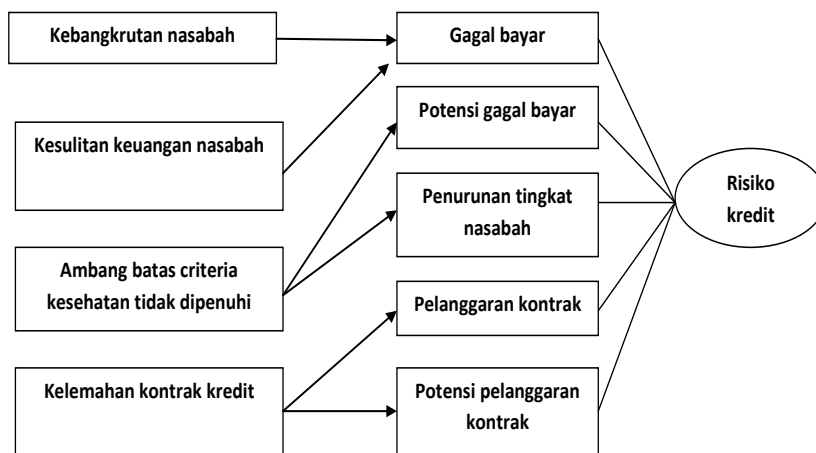 Kebangkrutan nasabah
Gagal bayar
Kesulitan keuangan nasabah
Potensi gagal bayar
Penurunan tingkat
nasabah
Ambang batas criteria
kesehatan tidak dipenuhi
Pelanggaran kontrak
Kelemahan kontrak kredit
Potensi pelanggaran
kontrak
Risiko
kredit